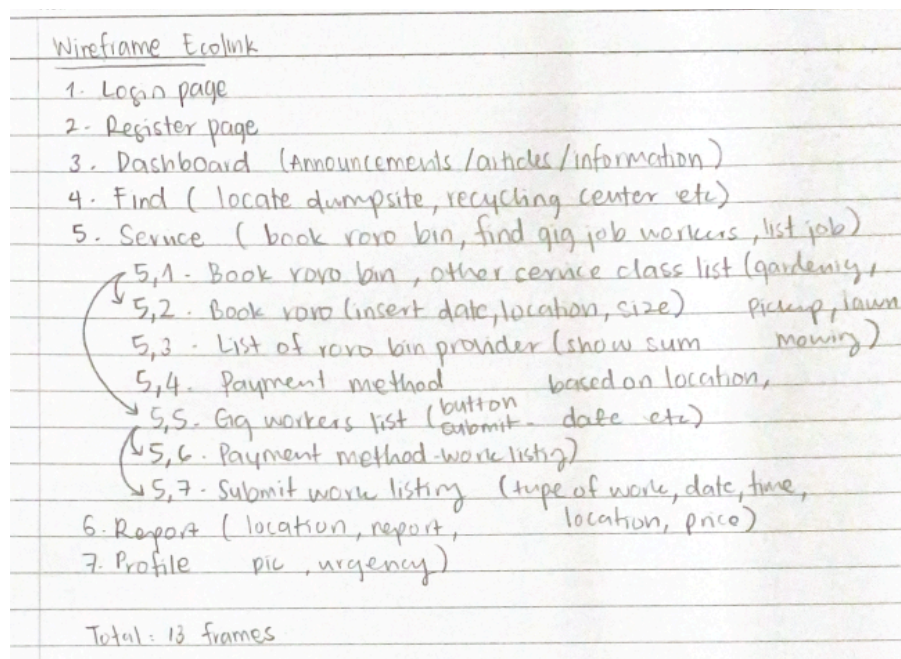 Wireframe Ecolink
1. Login page
2. Register page
3. Dashboard (Announcements/articles/information)
4. Find (locate dumpsite, recycling center etc)
5. Service (book roro bin, find gig job workers, list job)
5,1. Book roro bin, other cervice class list (gardenig,
5,2. Book roro (insert date, location, size) pickup, lawn
5,3. List of roro bin provider (show sum mowing)
5,4. Payment method based on location,
5,5. Gig workers list (button submit- date etc)
5,6. Payment method-work listing)
5,7. Submit work listing (type of work, date, time,
6. Report (location, report, location, price)
7. Profile pic, urgency)
Total: 13 frames